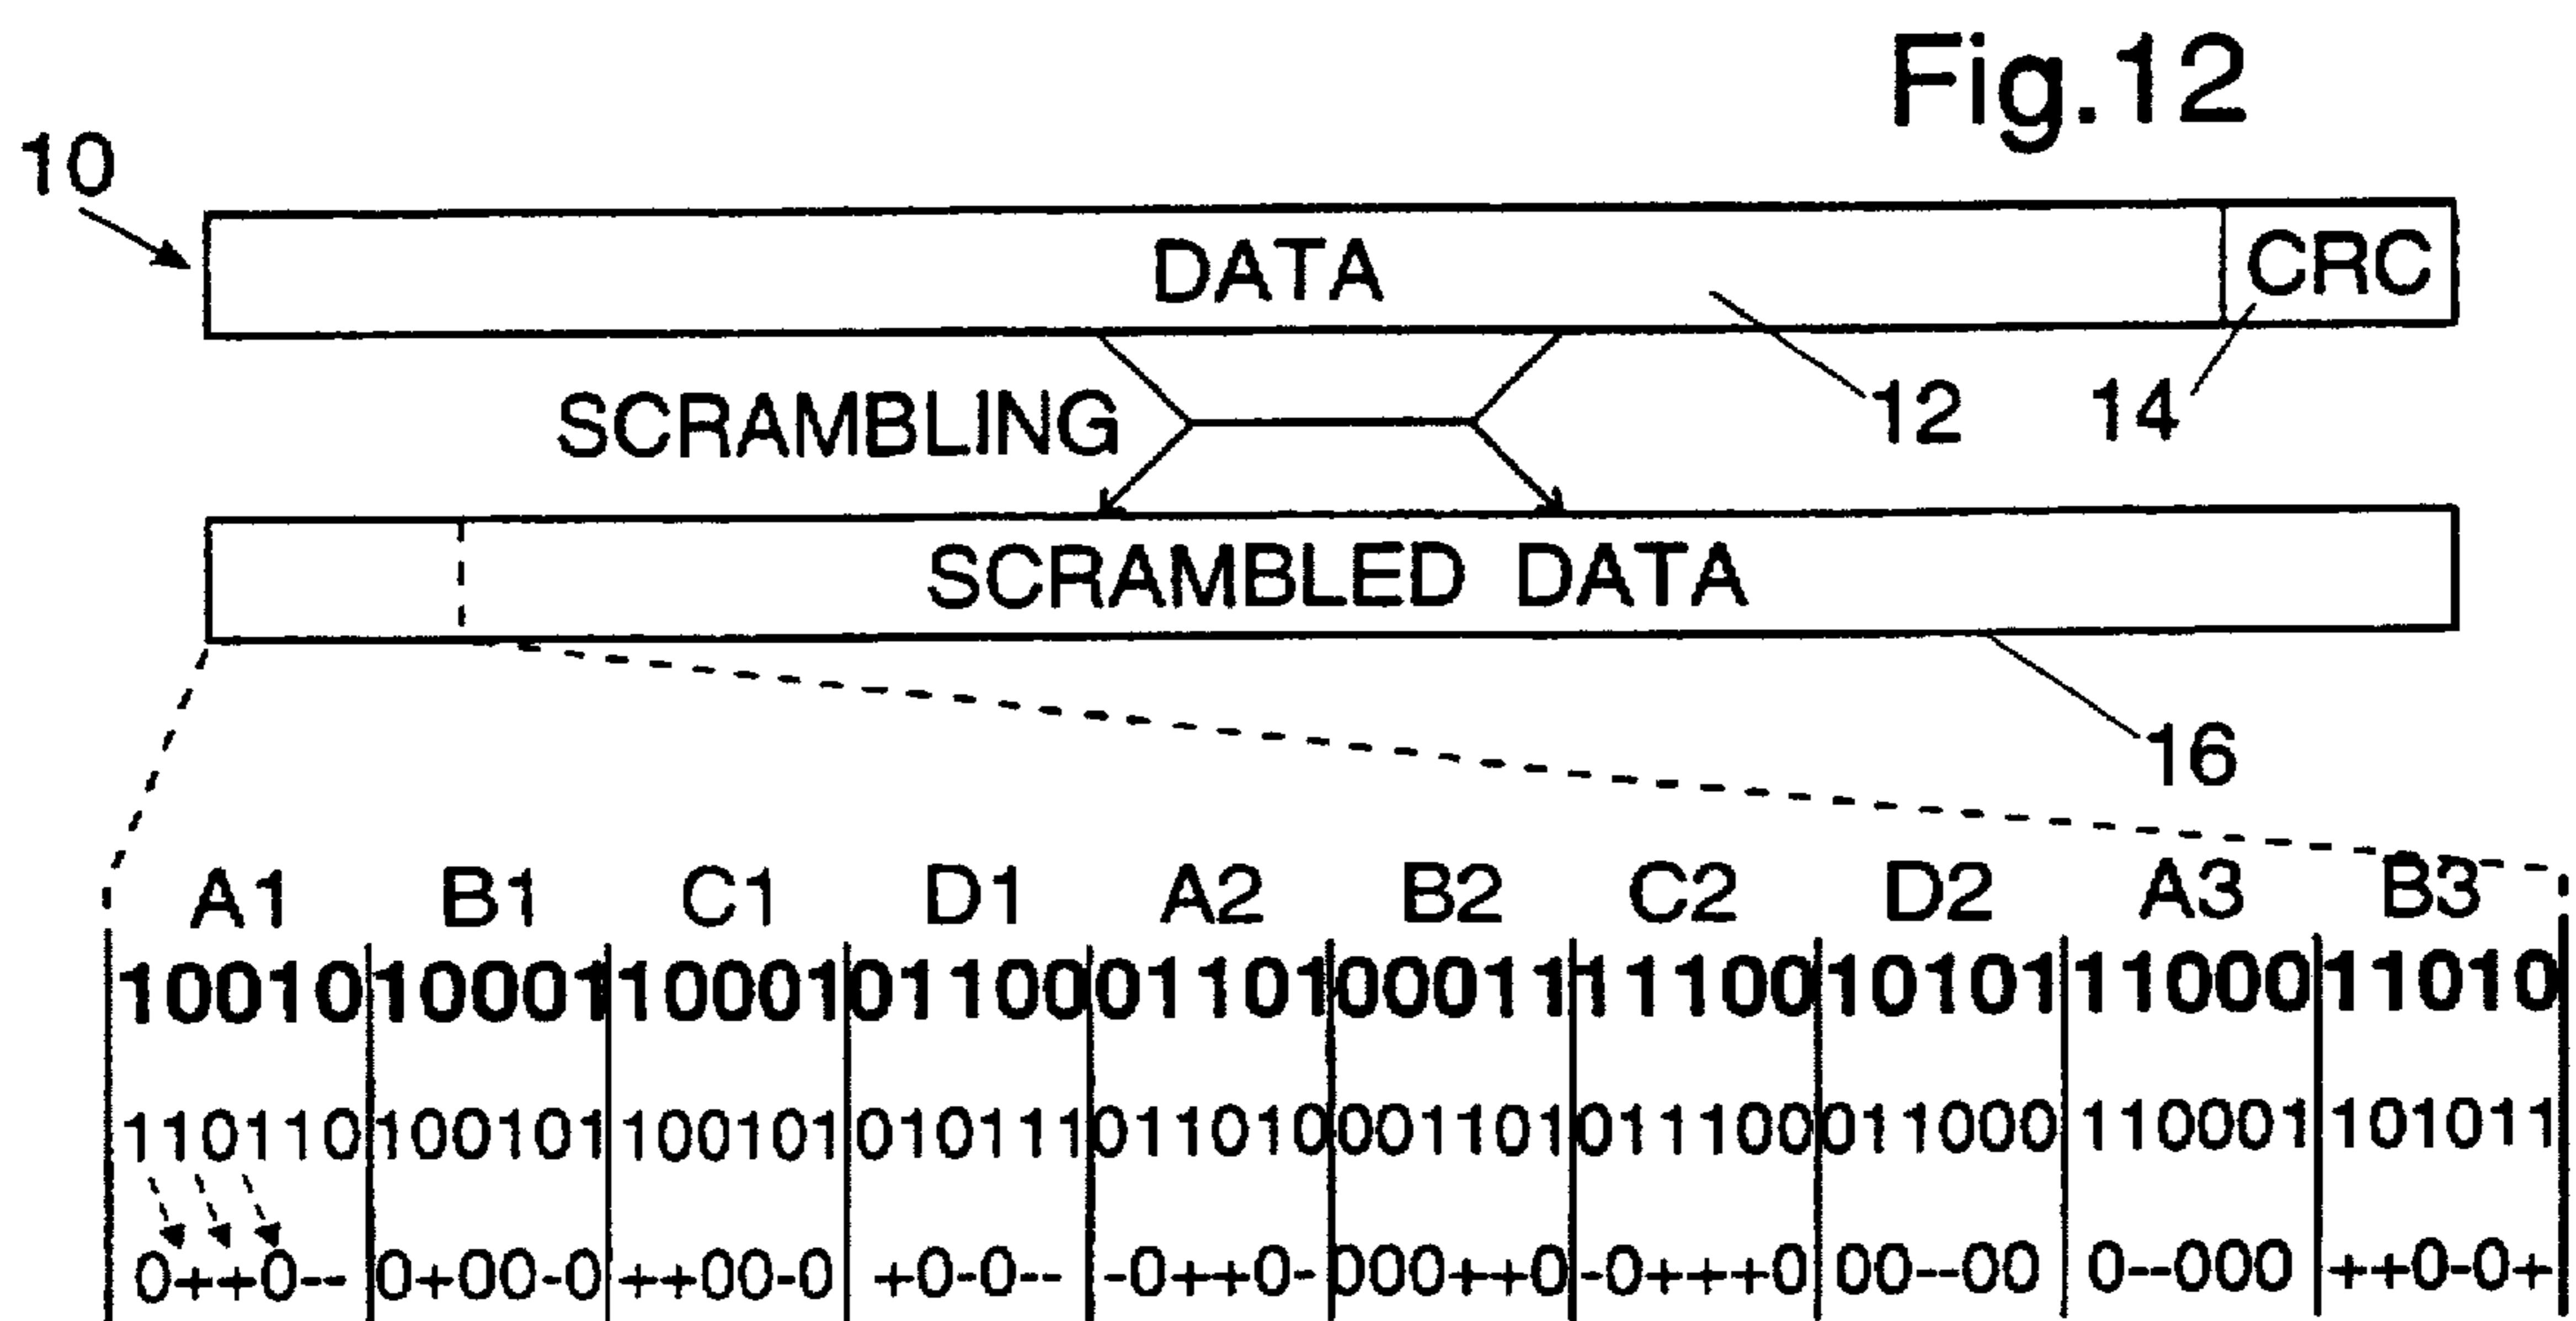 Fig.12
10
DATA CRC
SCRAMBLING 12 14
SCRAMBLED DATA
16
A1 B1 C1 D1 A2 B2 C2 D2 A3 B3
10010 10001 10001 01100 01101 00011 11100 10101 11000 11010
110110 100101 100101 010111 011010 001101 011100 011000 110001 101011
0++0-- 0+00-0 ++00-0 +0-0-- -0++0- 000++0 -0+++0 00--00 0--000 ++0-0+